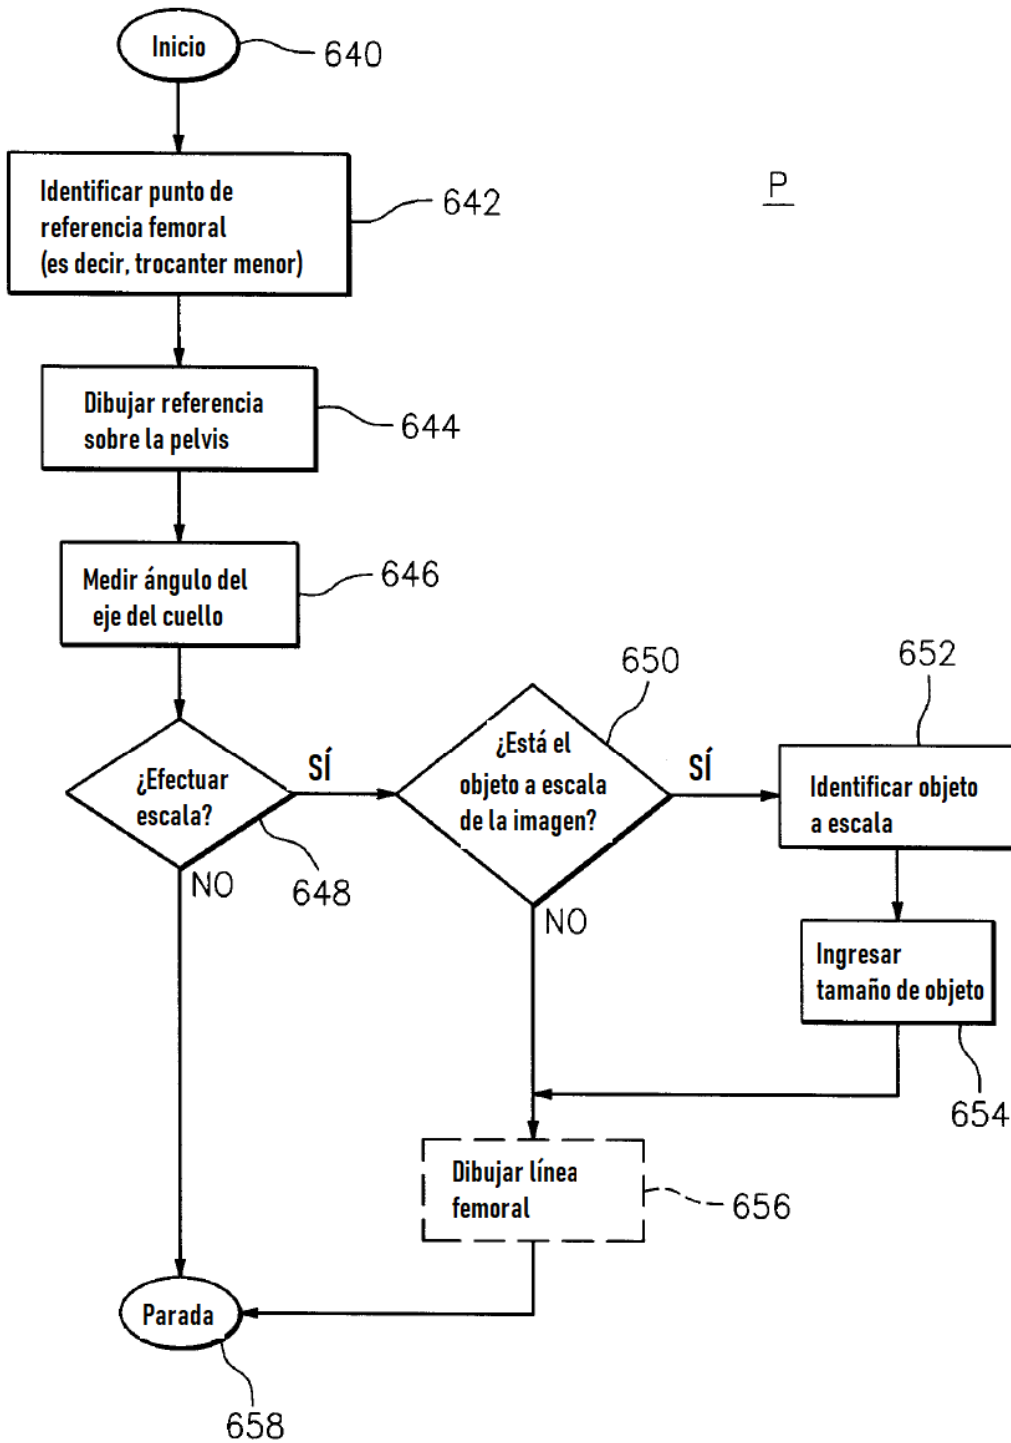 Inicio
640
Identificar punto de
referencia femoral
(es decir, trocanter menor)
642
P
Dibujar referencia
sobre la pelvis
644
Medir ángulo del
eje del cuello
646
¿Efectuar
escala?
SÍ
NO
648
650
¿Está el
objeto a escala
de la imagen?
SÍ
NO
652
Identificar objeto
a escala
Ingresar
tamaño de objeto
654
Dibujar línea
femoral
656
Parada
658